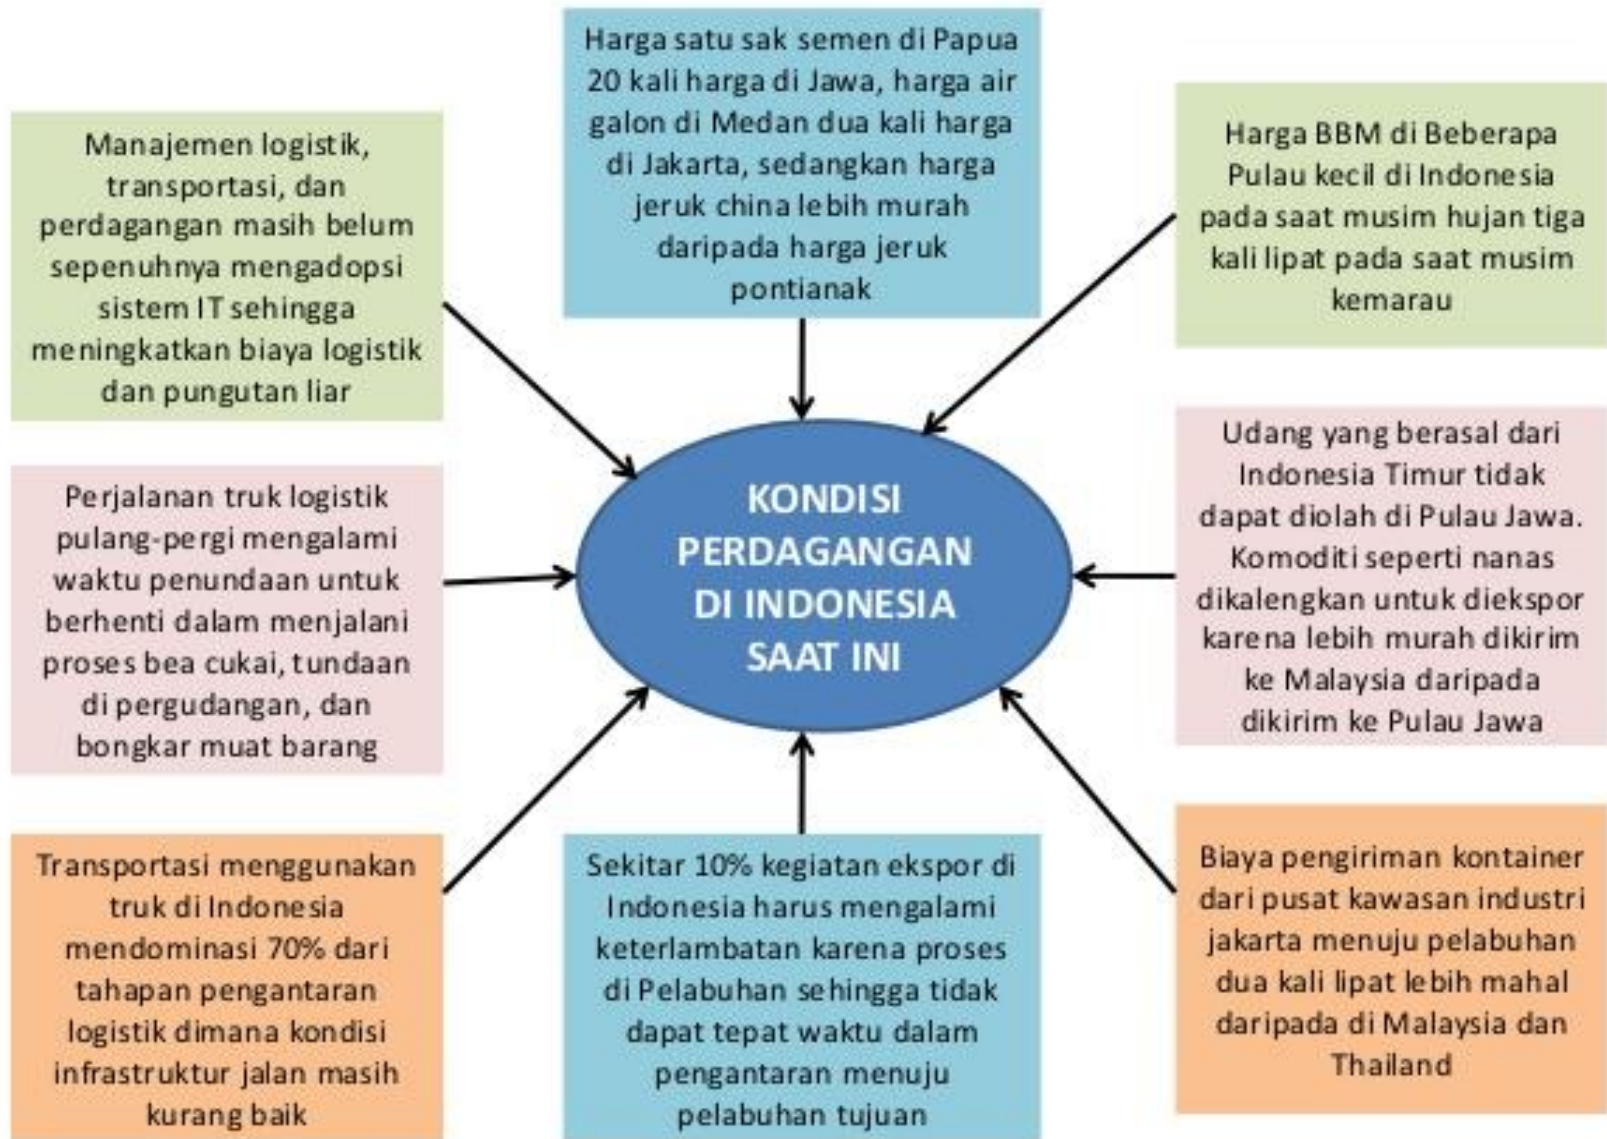 Harga satu sak semen di Papua
20 kali harga di Jawa, harga air
galon di Medan dua kali harga
di Jakarta, sedangkan harga
jeruk china lebih murah
daripada harga jeruk
pontianak
Manajemen logistik,
transportasi, dan
perdagangan masih belum
sepenuhnya mengadopsi
sistem IT sehingga
meningkatkan biaya logistik
dan pungutan liar
Harga BBM di Beberapa
Pulau kecil di Indonesia
pada saat musim hujan tiga
kali lipat pada saat musim
kemarau
Perjalanan truk logistik
pulang-pergi mengalami
waktu penundaan untuk
berhenti dalam menjalani
proses bea cukai, tundaan
di pergudangan, dan
bongkar muat barang
KONDISI
PERDAGANGAN
DI INDONESIA
SAAT INI
Udang yang berasal dari
Indonesia Timur tidak
dapat diolah di Pulau Jawa.
Komoditi seperti nanas
dikalengkan untuk diekspor
karena lebih murah dikirim
ke Malaysia daripada
dikirim ke Pulau Jawa
Transportasi menggunakan
truk di Indonesia
mendominasi 70% dari
tahapan pengantaran
logistik dimana kondisi
infrastruktur jalan masih
kurang baik
Sekitar 10% kegiatan ekspor di
Indonesia harus mengalami
keterlambatan karena proses
di Pelabuhan sehingga tidak
dapat tepat waktu dalam
pengantaran menuju
pelabuhan tujuan
Biaya pengiriman kontainer
dari pusat kawasan industri
jakarta menuju pelabuhan
dua kali lipat lebih mahal
daripada di Malaysia dan
Thailand